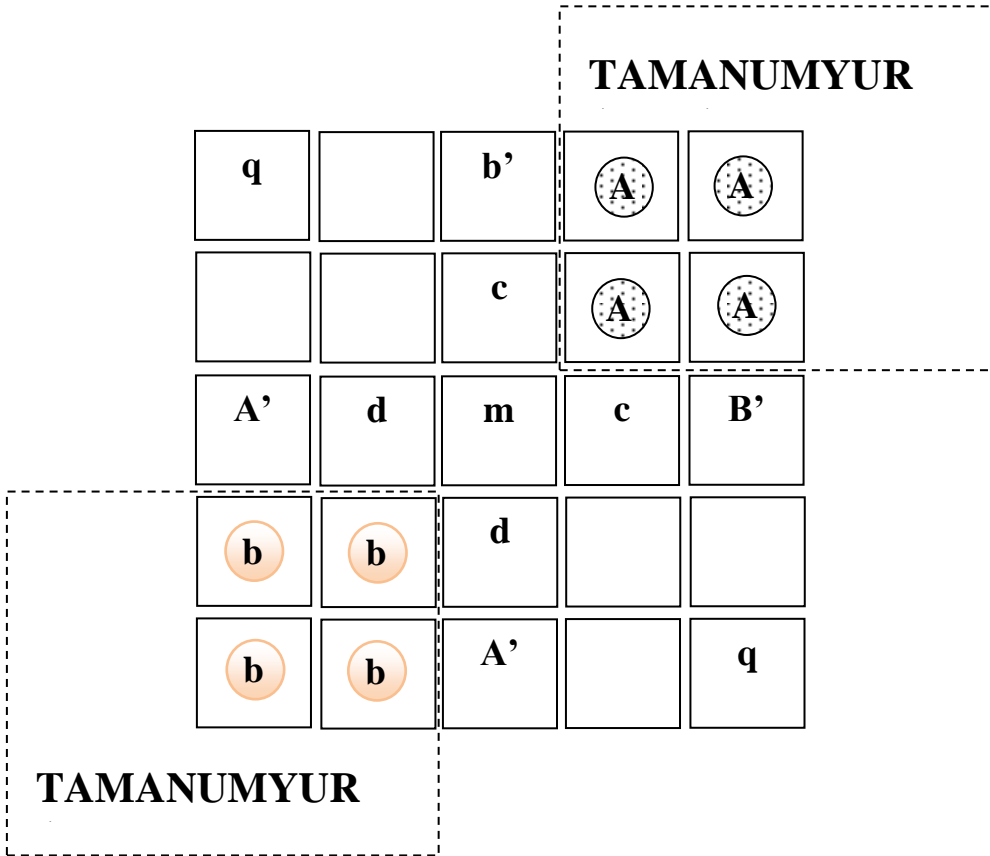 TAMANUMYUR
q b’ A A
c A A
A’ d m c B’
b b d
b b A’ q
TAMANUMYUR